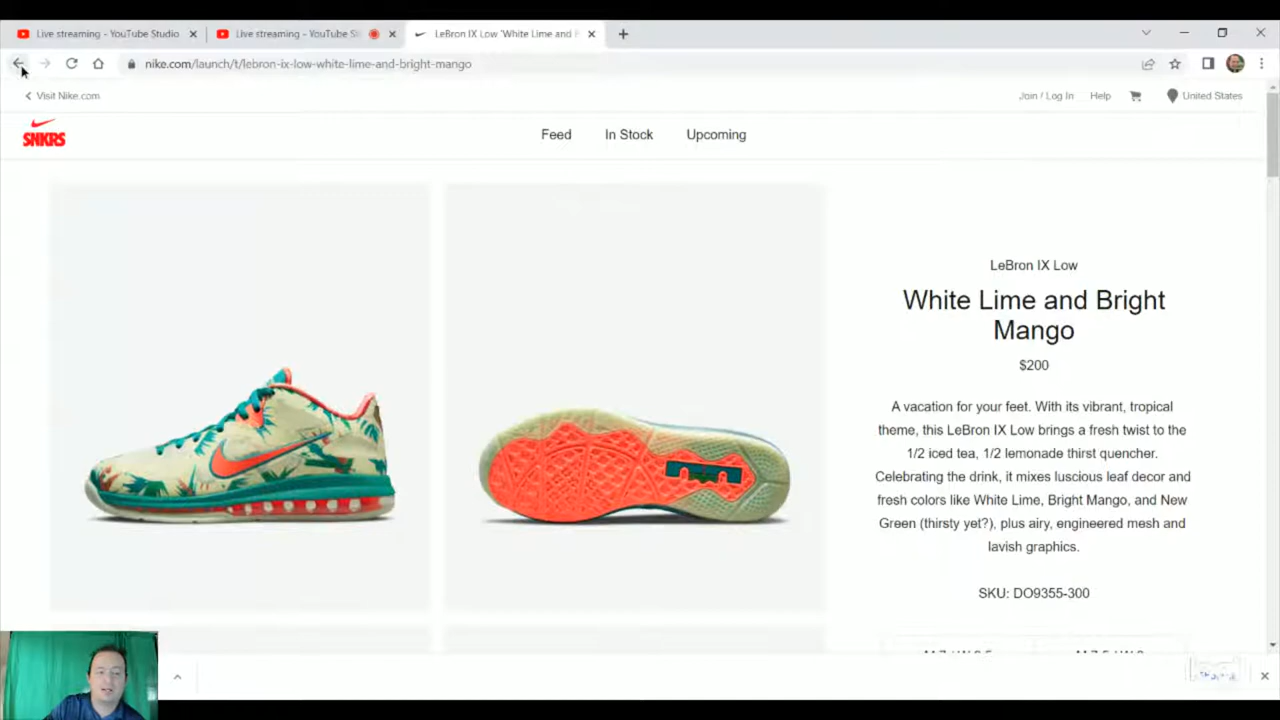 Live streaming - YouTube Studio
Live streaming - YouTube St
LeBron IX Low 'White Lime and B
nike.com/launch/t/lebron-ix-low-white-lime-and-bright-mango
Visit Nike.com
Join / Log In
Help
United States
SNKRS
Feed
In Stock
Upcoming
LeBron IX Low
White Lime and Bright
Mango
$200
A vacation for your feet. With its vibrant, tropical
theme, this LeBron IX Low brings a fresh twist to the
1/2 iced tea, 1/2 lemonade thirst quencher.
Celebrating the drink, it mixes luscious leaf decor and
fresh colors like White Lime, Bright Mango, and New
Green (thirsty yet?), plus airy, engineered mesh and
lavish graphics.
SKU: DO9355-300